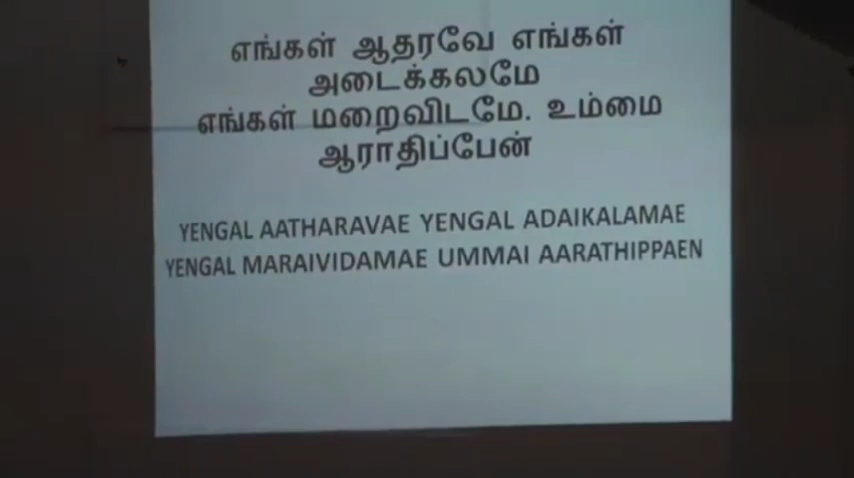 எங்கள் ஆதரவே எங்கள்
அடைக்கலமே
எங்கள் மறைவிடமே. உம்மை
ஆராதிப்பேன்
YENGAL AATHARAVAE YENGAL ADAIKALAMAE
YENGAL MARAIVIDAMAE UMMAI AARATHIPPAEN